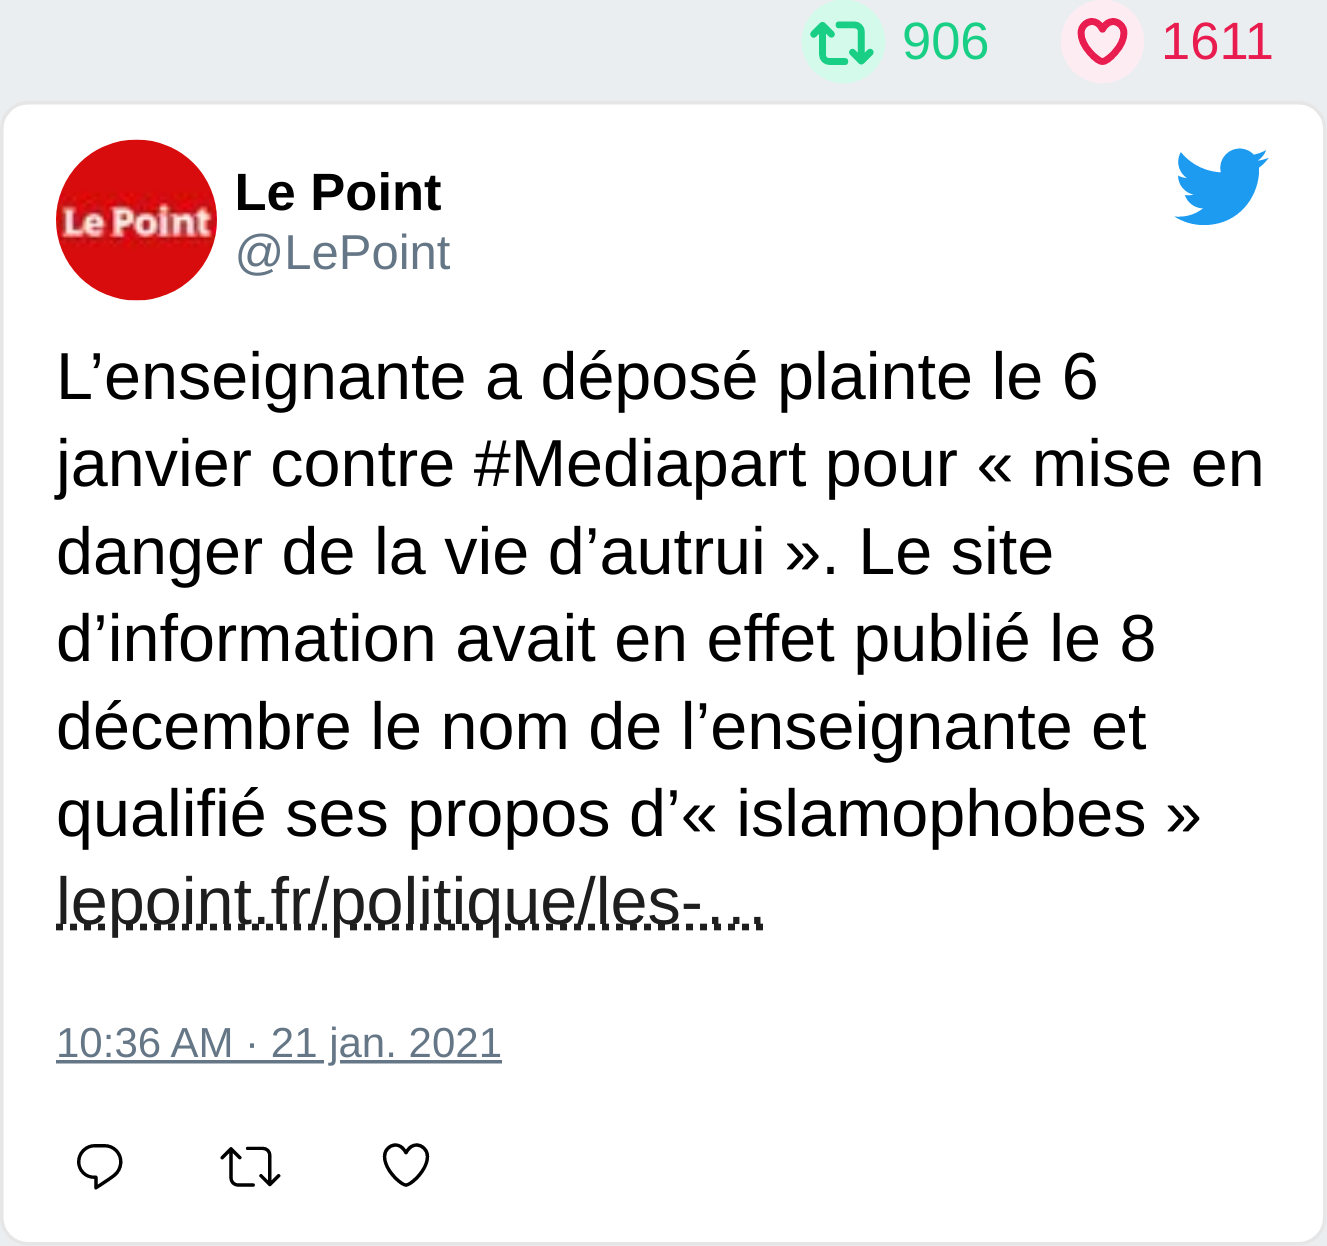 906 1611
Le Point
Le Point
@LePoint
L’enseignante a déposé plainte le 6
janvier contre #Mediapart pour « mise en
danger de la vie d’autrui ». Le site
d’information avait en effet publié le 8
décembre le nom de l’enseignante et
qualifié ses propos d’« islamophobes »
lepoint.fr/politique/les-…
10:36 AM · 21 jan. 2021